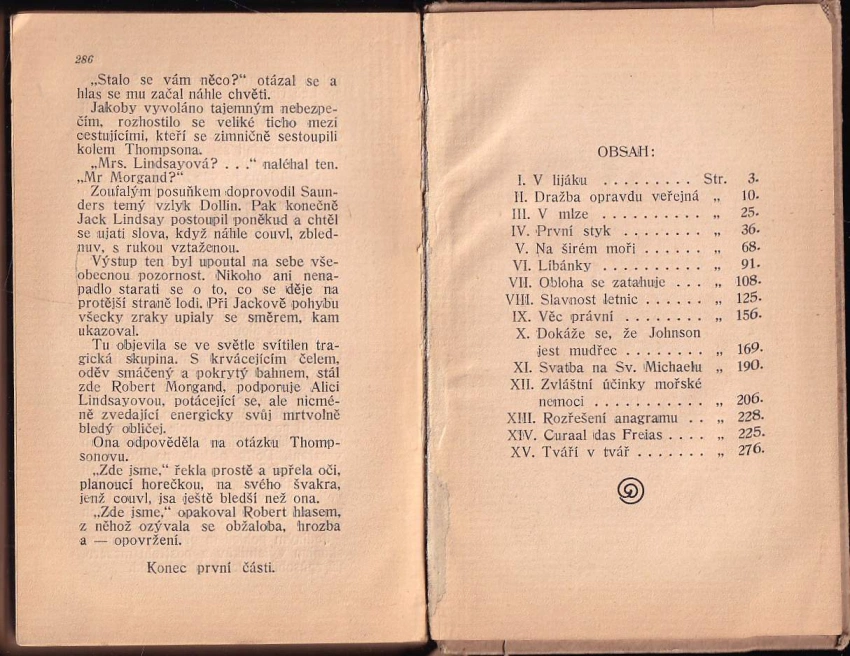 286
„Stalo se vám něco?“ otázal se a
hlas se mu začal náhle chvěti.
Jakoby vyvoláno tajemným nebezpe-
čím, rozhostilo se veliké ticho mezi
cestujícími, kteří se zimničně sestoupili
kolem Thompsona.
„Mrs. Lindsayová? . . .“ naléhal ten.
„Mr Morgand?“
Zoufalým posuňkem doprovodil Saun-
ders temý vzlyk Dollin. Pak konečně
Jack Lindsay postoupil poněkud a chtěl
se ujati slova, když náhle couvl, zbled-
nuv, s rukou vztaženou.
Výstup ten byl upoutal na sebe vše-
obecnou pozornost. Nikoho ani nena-
padlo starati se o to, co se děje na
protější straně lodi. Při Jackově pohybu
všecky zraky upialy se směrem, kam
ukazoval.
Tu objevila se ve světle svítilen tra-
gická skupina. S krvácejícím čelem,
oděv smáčený a pokrytý bahnem, stál
zde Robert Morgand, podporuje Alici
Lindsayovou, potácející se, ale nicmé-
ně zvedající energicky svůj mrtvolně
bledý obličej.
Ona odpověděla na otázku Thomp-
sonovu.
„Zde jsme,“ řekla prostě a upřela oči,
planoucí horečkou, na svého švakra,
jenž couvl, jsa ještě bledší než ona.
„Zde jsme,“ opakoval Robert hlasem,
z něhož ozývala se obžaloba, hrozba
a — opovržení.
Konec první části.
OBSAH:
I. V lijáku . . . . . . . . . Str. 3.
II. Dražba opravdu veřejná „ 10.
III. V mlze . . . . . . . . . . „ 25.
IV. První styk . . . . . . . . „ 36.
V. Na širém moři . . . . . . „ 68.
VI. Líbánky . . . . . . . . . . „ 91.
VII. Obloha se zatahuje . . . „ 108.
VIII. Slavnost letnic . . . . . . „ 125.
IX. Věc právní . . . . . . . . „ 156.
X. Dokáže se, že Johnson
jest mudřec . . . . . . . . „ 169.
XI. Svatba na Sv. Michaelu „ 190.
XII. Zvláštní účinky mořské
nemoci . . . . . . . . . . . „ 206.
XIII. Rozřešení anagramu . . „ 228.
XIV. Curaal das Freias . . . . „ 225.
XV. Tváří v tvář . . . . . . . „ 276.